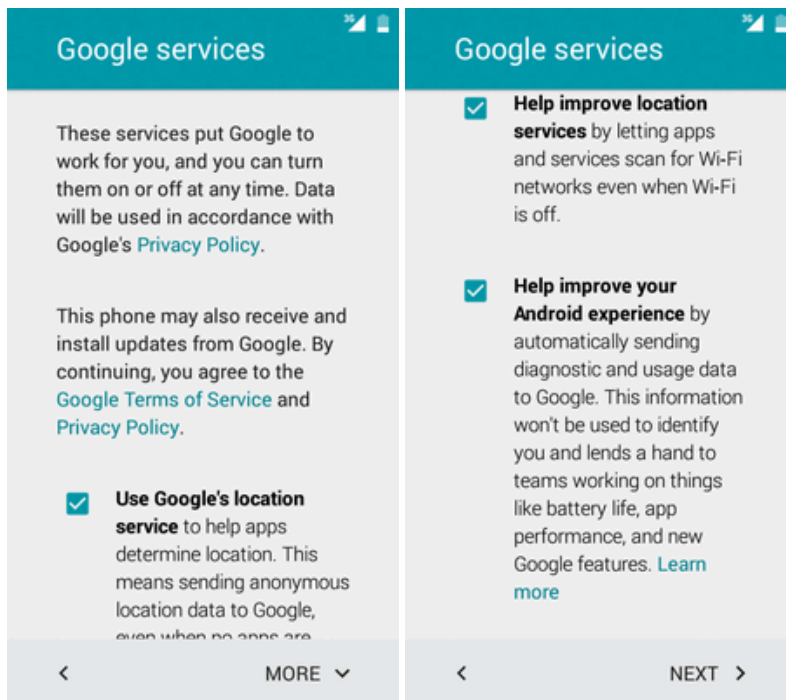 3G
Google services
These services put Google to
work for you, and you can turn
them on or off at any time. Data
will be used in accordance with
Google's Privacy Policy.
This phone may also receive and
install updates from Google. By
continuing, you agree to the
Google Terms of Service and
Privacy Policy.
Use Google's location
service to help apps
determine location. This
means sending anonymous
location data to Google,
even when no apps are
MORE
3G
Google services
Help improve location
services by letting apps
and services scan for Wi-Fi
networks even when Wi-Fi
is off.
Help improve your
Android experience by
automatically sending
diagnostic and usage data
to Google. This information
won't be used to identify
you and lends a hand to
teams working on things
like battery life, app
performance, and new
Google features. Learn
more
NEXT